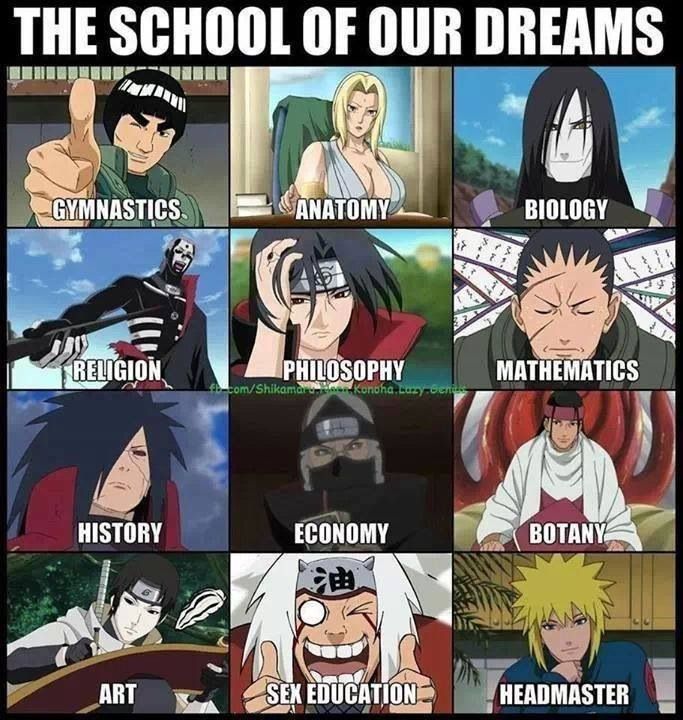 THE SCHOOL OF OUR DREAMS
GYMNASTICS
ANATOMY
BIOLOGY
RELIGION
PHILOSOPHY
MATHEMATICS
HISTORY
ECONOMY
BOTANY
油
ART
SEX EDUCATION
HEADMASTER